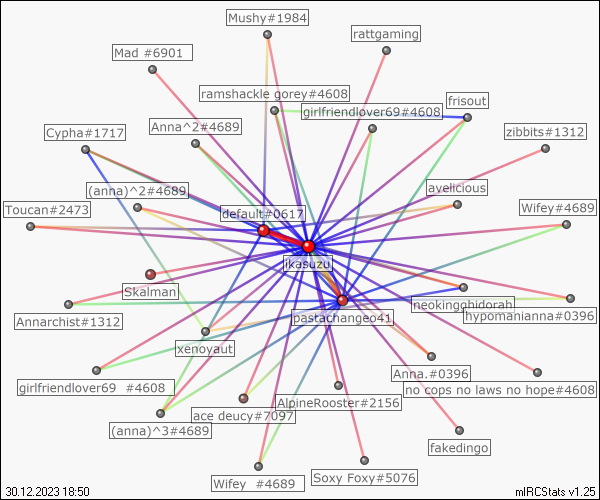 Mushy#1984
rattgaming
Mad #6901
ramshackle gorey#4608
frisout
girlfriendlover69#4608
Anna^2#4689
Cypha#1717
zibbits#1312
(anna)^2#4689
ayelicious
Wifey#4689
Toucan#2473
default#0617
ikasuzu
Skalman
neokingghidorah
hypomanianna#0396
Annarchist#1312
pastachangeo41
xenoyaut
Anna.#0396
girlfriendlover69  #4608
no cops no laws no hope#4608
AlpineRooster#2156
ace deucy#7097
(anna)^3#4689
fakedingo
Soxy Foxy#5076
Wifey  #4689
30.12.2023 18:50
mIRCStats v1.25